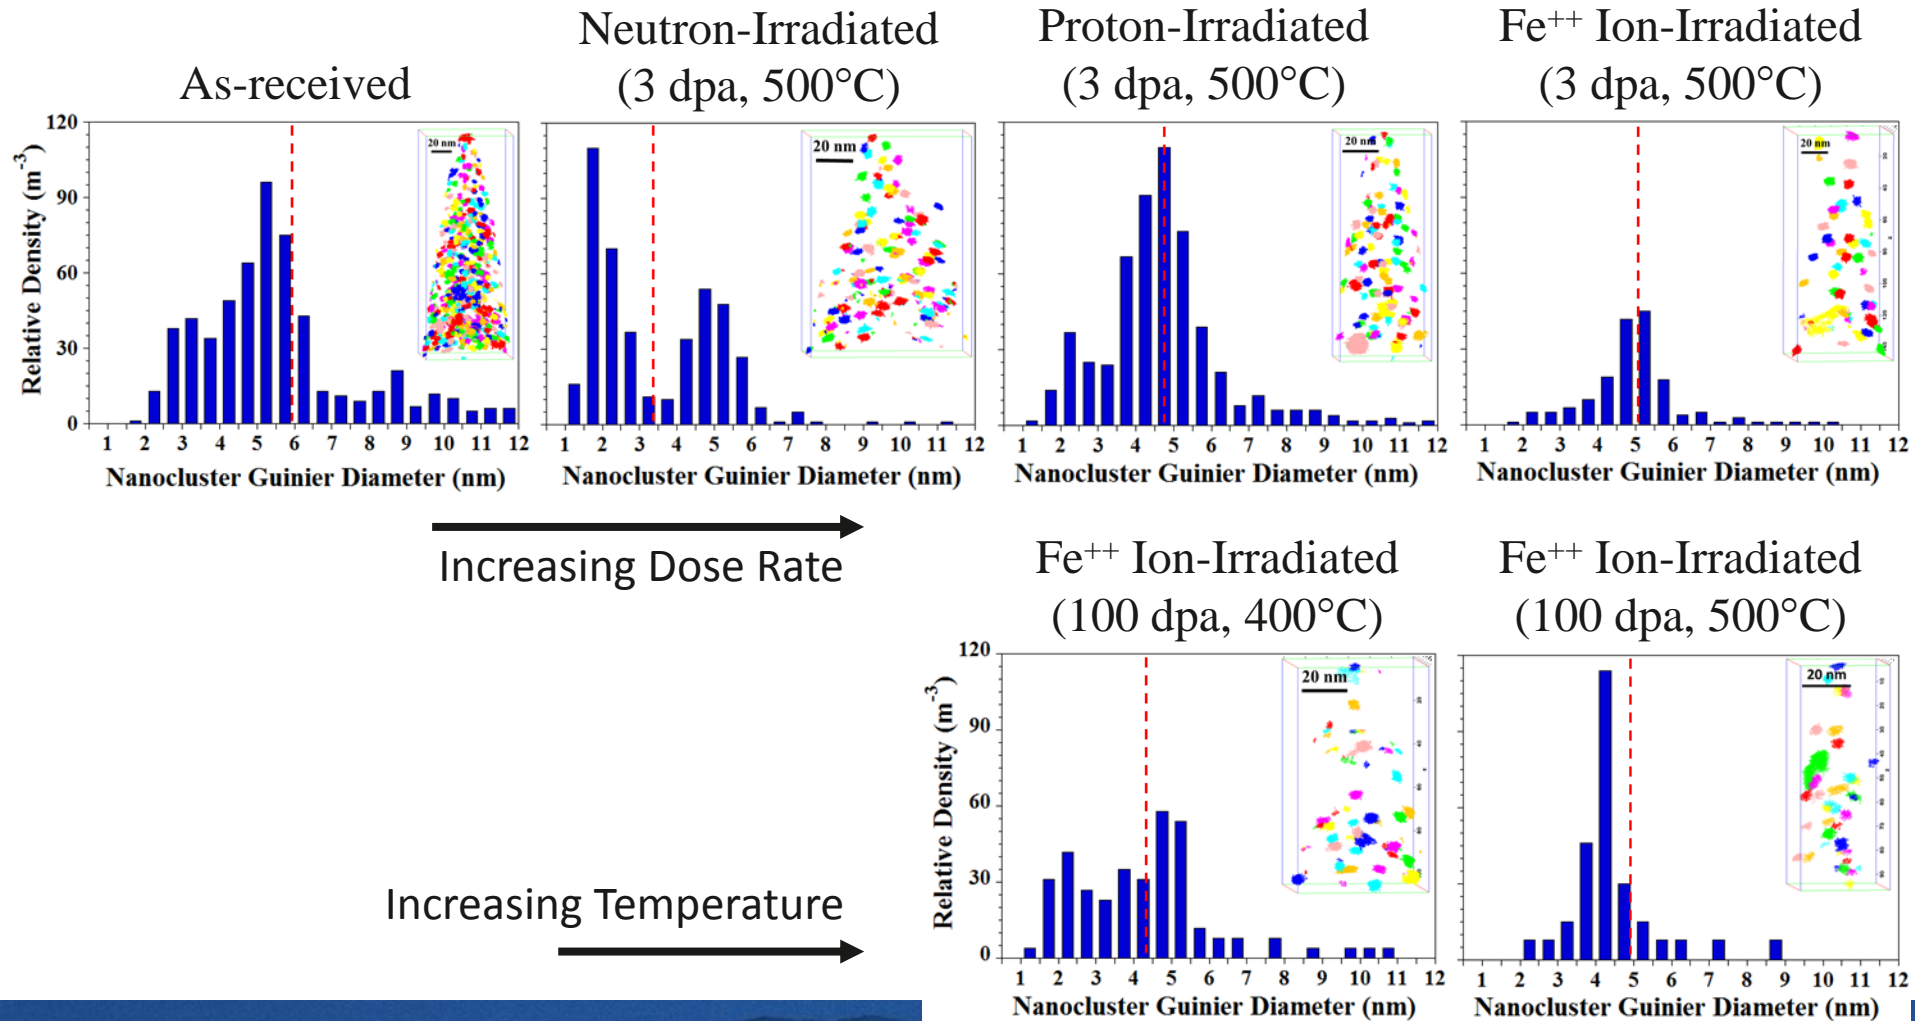 As-received
Neutron-Irradiated
(3 dpa, 500°C)
Proton-Irradiated
(3 dpa, 500°C)
Fe⁺⁺ Ion-Irradiated
(3 dpa, 500°C)
Relative Density (m⁻³)
120
90
60
30
0
20 nm
1 2 3 4 5 6 7 8 9 10 11 12
Nanocluster Guinier Diameter (nm)
20 nm
1 2 3 4 5 6 7 8 9 10 11 12
Nanocluster Guinier Diameter (nm)
20 nm
1 2 3 4 5 6 7 8 9 10 11 12
Nanocluster Guinier Diameter (nm)
20 nm
1 2 3 4 5 6 7 8 9 10 11 12
Nanocluster Guinier Diameter (nm)
Increasing Dose Rate
Fe⁺⁺ Ion-Irradiated
(100 dpa, 400°C)
Fe⁺⁺ Ion-Irradiated
(100 dpa, 500°C)
Increasing Temperature
Relative Density (m⁻³)
120
90
60
30
0
20 nm
1 2 3 4 5 6 7 8 9 10 11 12
Nanocluster Guinier Diameter (nm)
20 nm
1 2 3 4 5 6 7 8 9 10 11 12
Nanocluster Guinier Diameter (nm)